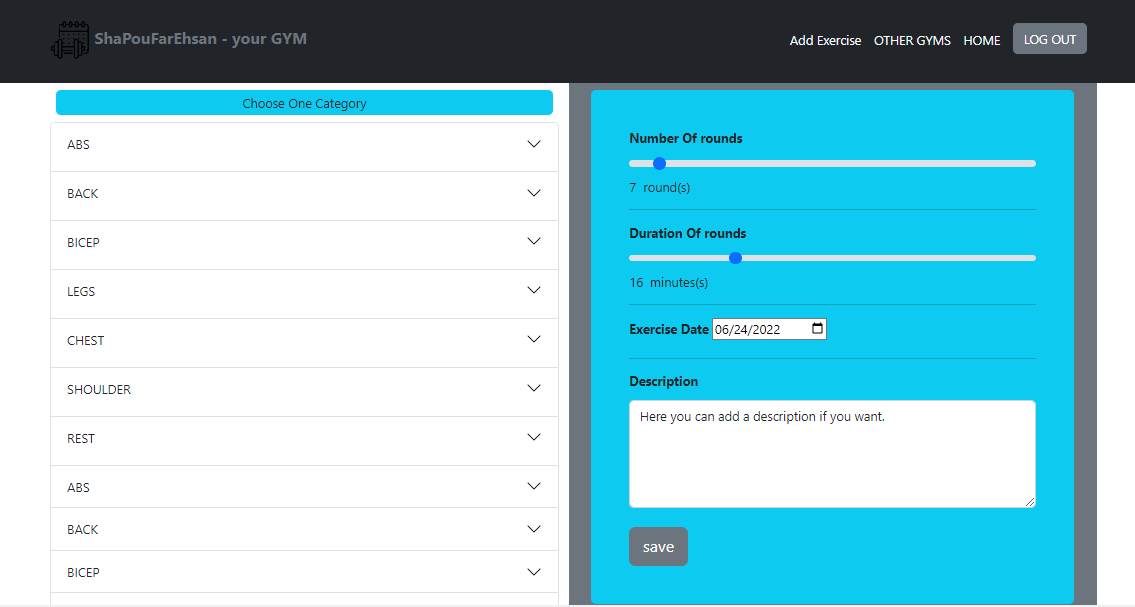 ShaPouFarEhsan - your GYM
Add Exercise OTHER GYMS HOME LOG OUT
Choose One Category
ABS
BACK
BICEP
LEGS
CHEST
SHOULDER
REST
ABS
BACK
BICEP
Number Of rounds
7 round(s)
Duration Of rounds
16 minutes(s)
Exercise Date 06/24/2022
Description
Here you can add a description if you want.
save